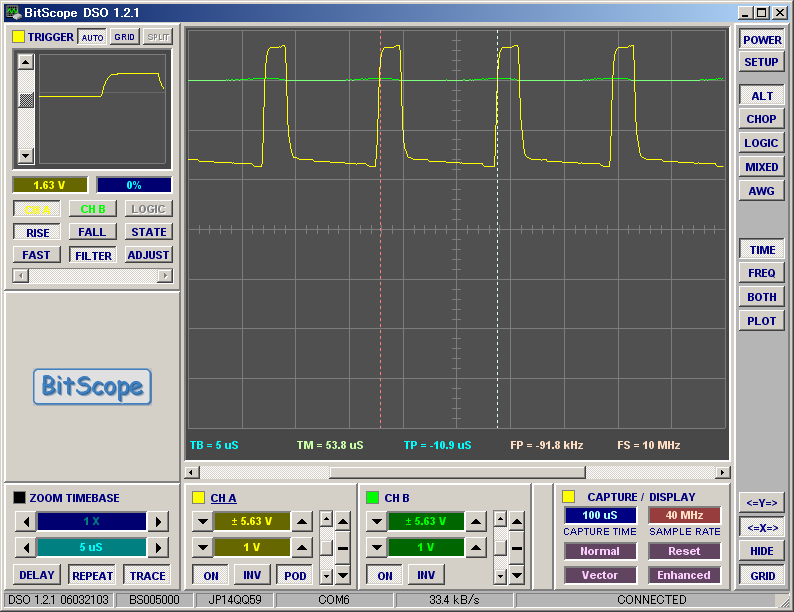 BitScope DSO 1.2.1
TRIGGER AUTO GRID SPLIT
1.63 V 0%
CH A CH B LOGIC
RISE FALL STATE
FAST FILTER ADJUST
BitScope
TB = 5 uS TM = 53.8 uS TP = -10.9 uS FP = -91.8 kHz FS = 10 MHz
POWER
SETUP
ALT
CHOP
LOGIC
MIXED
AWG
TIME
FREQ
BOTH
PLOT
<=Y=>
<=X=>
HIDE
GRID
ZOOM TIMEBASE
1 X
5 uS
DELAY REPEAT TRACE
CH A
± 5.63 V
1 V
ON INV POD
CH B
± 5.63 V
1 V
ON INV
CAPTURE / DISPLAY
100 uS 40 MHz
CAPTURE TIME SAMPLE RATE
Normal Reset
Vector Enhanced
DSO 1.2.1 06032103 BS005000 JP14QQ59 COM6 33.4 kB/s CONNECTED